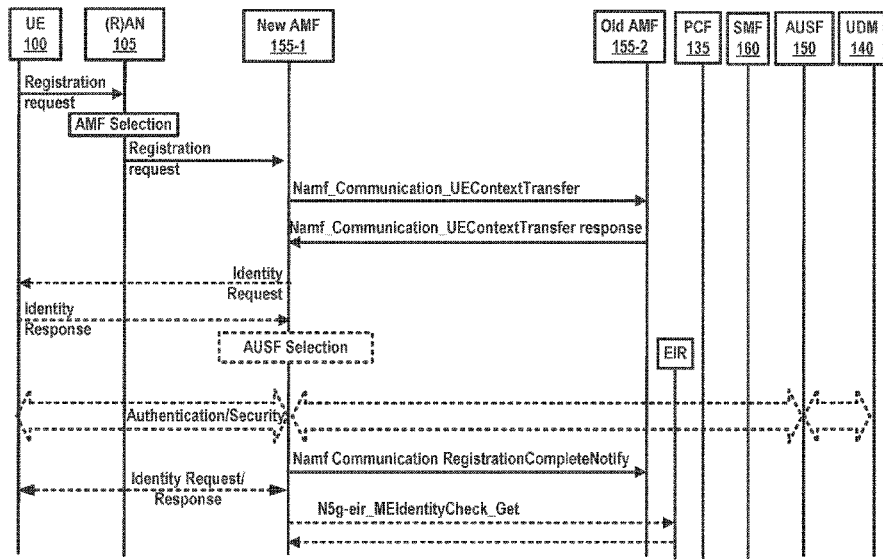 UE
100
(R)AN
105
New AMF
155-1
Old AMF
155-2
PCF
135
SMF
160
AUSF
150
UDM
140
Registration
request
AMF Selection
Registration
request
Namf_Communication_UEContextTransfer
Namf_Communication_UEContextTransfer response
Identity
Request
Identity
Response
AUSF Selection
EIR
Authentication/Security
Namf Communication RegistrationCompleteNotify
Identity Request/
Response
N5g-eir_MEIdentityCheck_Get